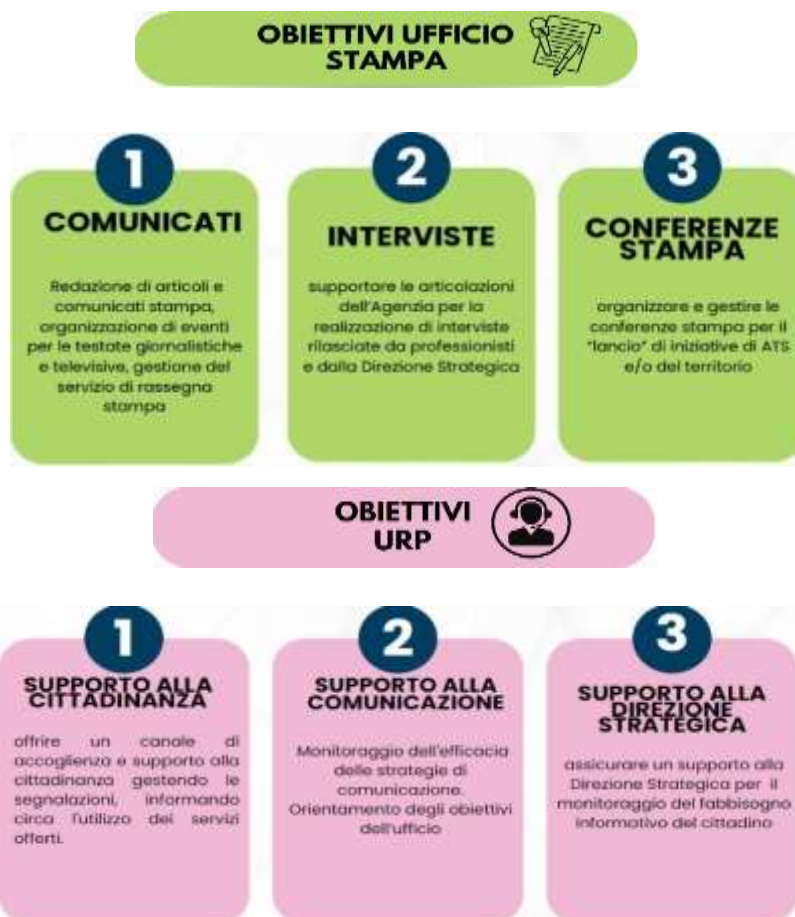 OBIETTIVI UFFICIO
STAMPA
1
COMUNICATI
Redazione di articoli e
comunicati stampa,
organizzazione di eventi
per le testate giornalistiche
e televisive, gestione del
servizio di rassegna
stampa
2
INTERVISTE
supportare le articolazioni
dell'Agenzia per la
realizzazione di interviste
rilasciate da professionisti
e dalla Direzione Strategica
3
CONFERENZE
STAMPA
organizzare e gestire le
conferenze stampa per il
"lancio" di iniziative di ATS
e/o del territorio
OBIETTIVI
URP
1
SUPPORTO ALLA
CITTADINANZA
offrire un canale di
accoglienza e supporto alla
cittadinanza gestendo le
segnalazioni, informando
circa l'utilizzo dei servizi
offerti.
2
SUPPORTO ALLA
COMUNICAZIONE
Monitoraggio dell'efficacia
delle strategie di
comunicazione.
Orientamento degli obiettivi
dell'ufficio
3
SUPPORTO ALLA
DIREZIONE
STRATEGICA
assicurare un supporto alla
Direzione Strategica per il
monitoraggio del fabbisogno
informativo del cittadino